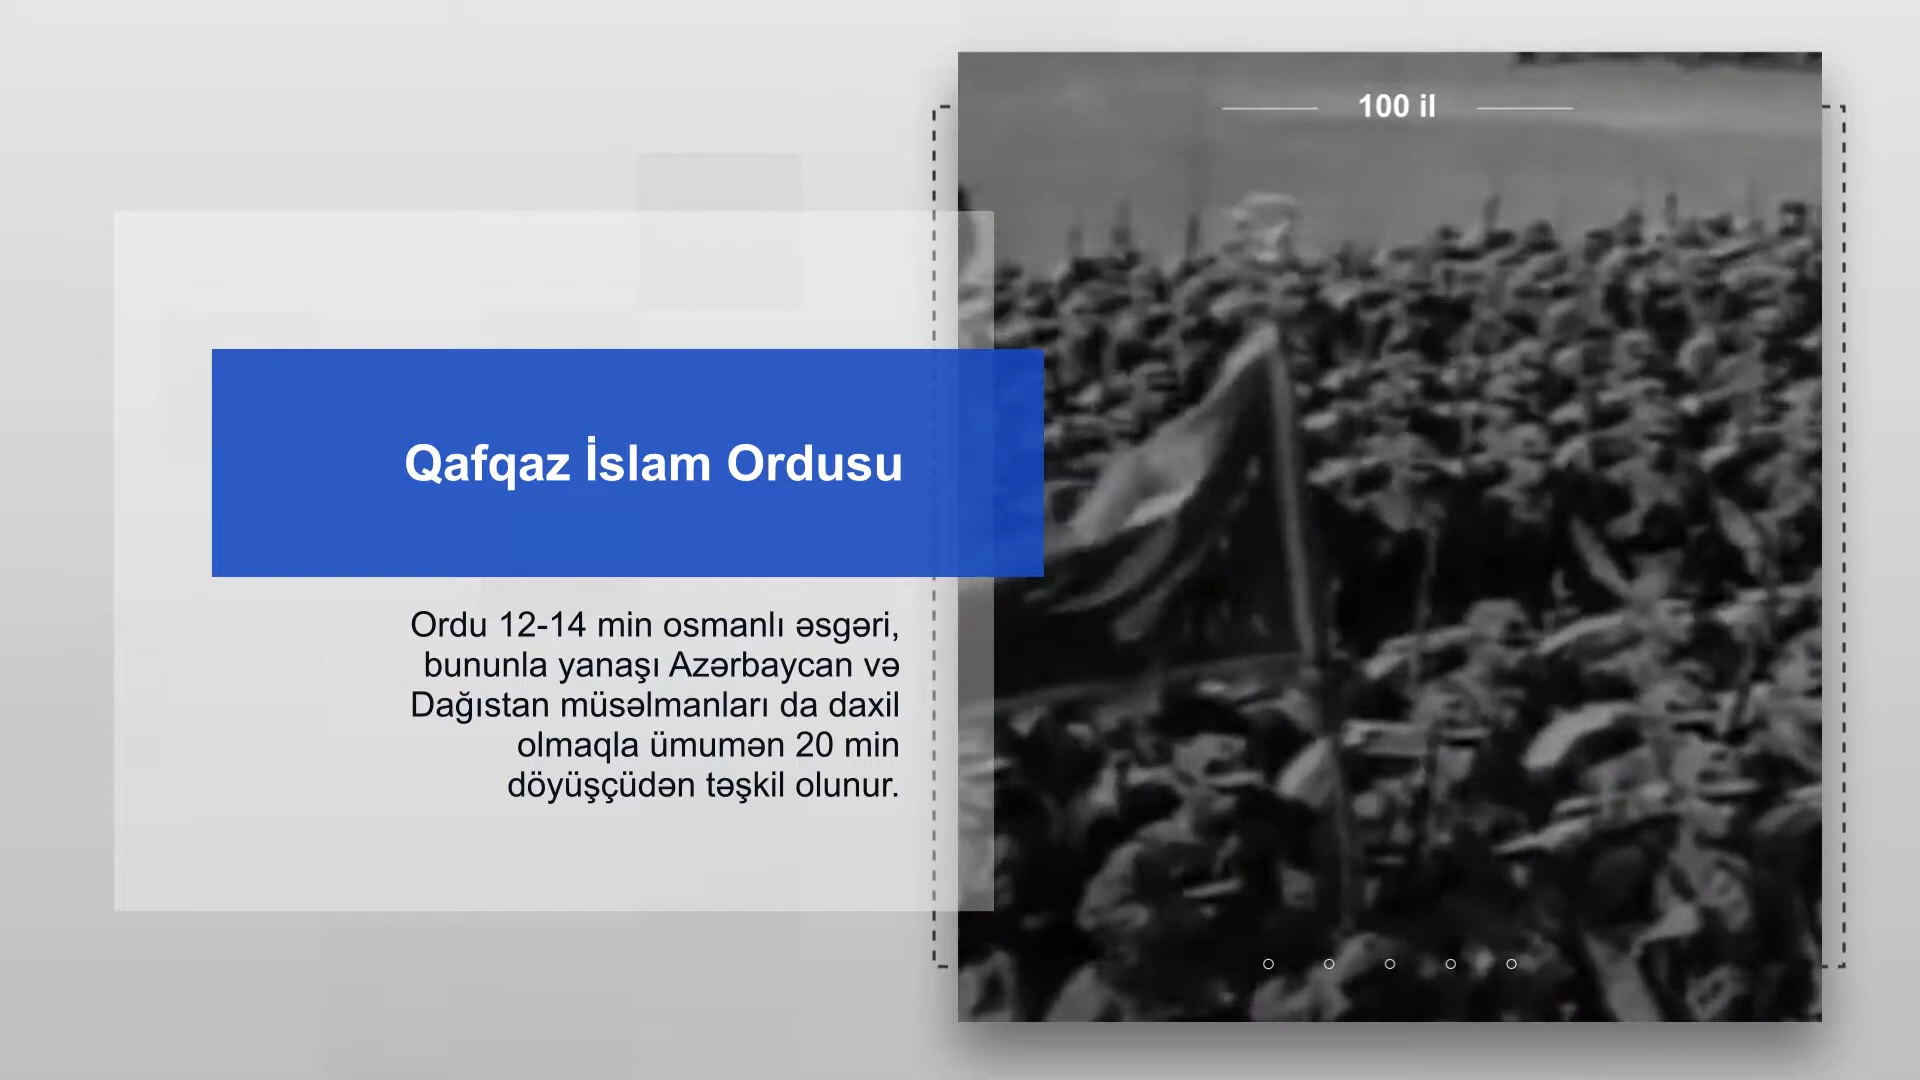 100 il
Qafqaz İslam Ordusu
Ordu 12-14 min osmanlı əsgəri,
bununla yanaşı Azərbaycan və
Dağıstan müsəlmanları da daxil
olmaqla ümumən 20 min
döyüşçüdən təşkil olunur.